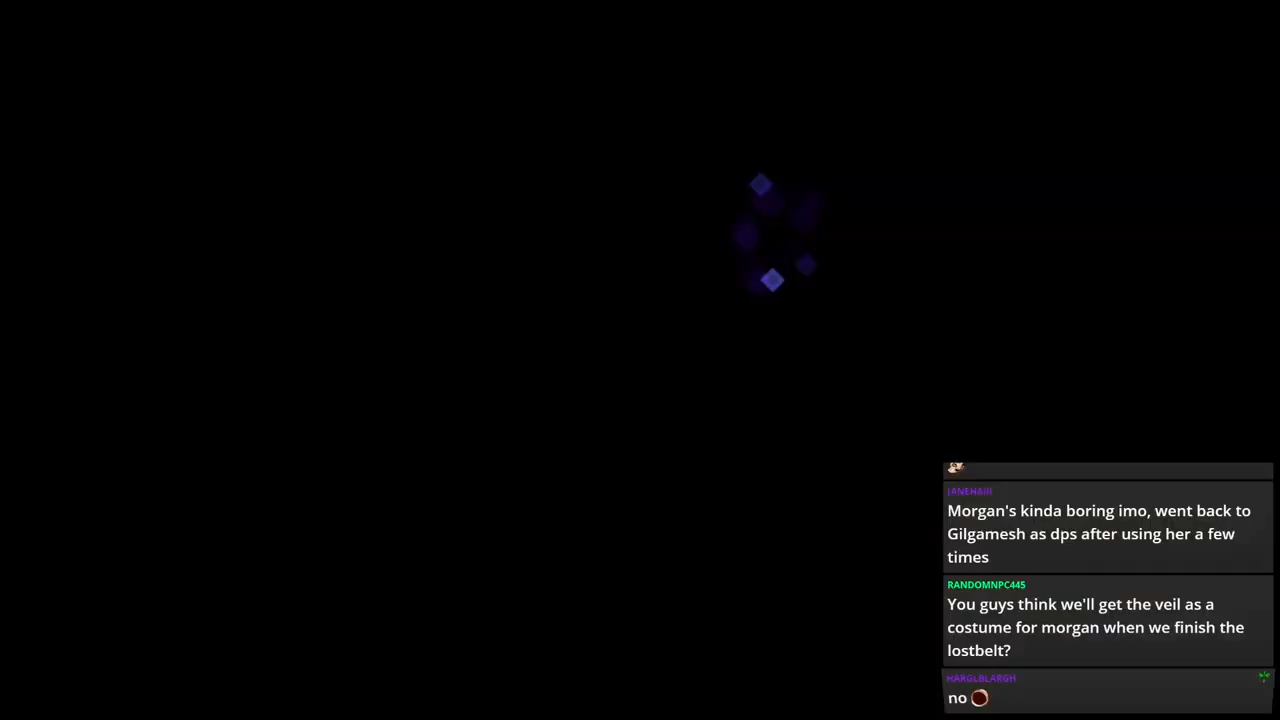 JANEHAIR
Morgan's kinda boring imo, went back to
Gilgamesh as dps after using her a few
times
RANDOMNPC445
You guys think we'll get the veil as a
costume for morgan when we finish the
lostbelt?
HARGLBLARGH
no